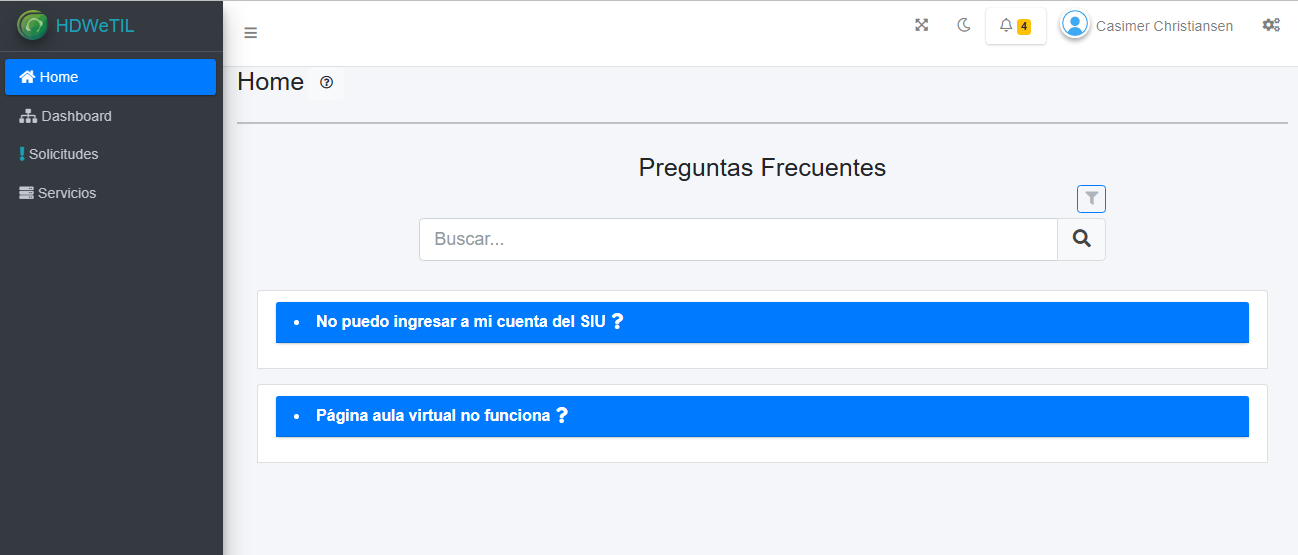 HDWeTIL
4
Casimer Christiansen
Home
Dashboard
Solicitudes
Servicios
Home
Preguntas Frecuentes
Buscar...
No puedo ingresar a mi cuenta del SIU ?
Página aula virtual no funciona ?